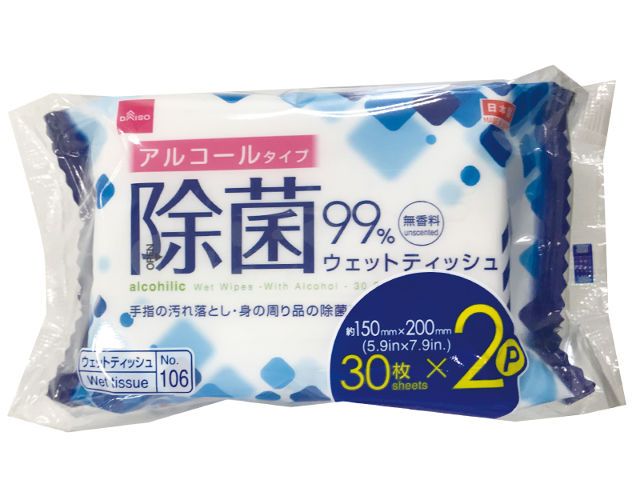 DAISO
日本製
アルコールタイプ
除菌99%
無香料
unscented
OPEN
ウェットティッシュ
alcoholic Wet Wipes -With Alcohol - 30
手指の汚れ落とし・身の周り品の除菌
約150mm×200mm
(5.9in×7.9in.)
30枚×2P
sheets
ウェットティッシュ
Wet tissue
No.
106